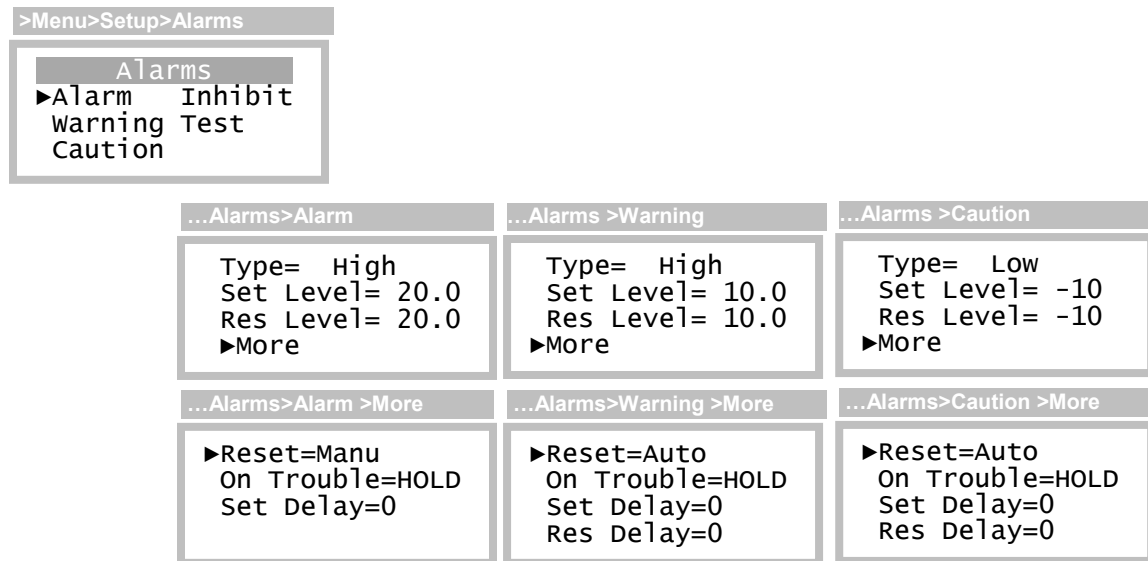 >Menu>Setup>Alarms
Alarms
►Alarm Inhibit
Warning Test
Caution
…Alarms>Alarm
Type= High
Set Level= 20.0
Res Level= 20.0
►More
…Alarms >Warning
Type= High
Set Level= 10.0
Res Level= 10.0
►More
…Alarms >Caution
Type= Low
Set Level= -10
Res Level= -10
►More
…Alarms>Alarm >More
►Reset=Manu
On Trouble=HOLD
Set Delay=0
…Alarms>Warning >More
►Reset=Auto
On Trouble=HOLD
Set Delay=0
Res Delay=0
…Alarms>Caution >More
►Reset=Auto
On Trouble=HOLD
Set Delay=0
Res Delay=0